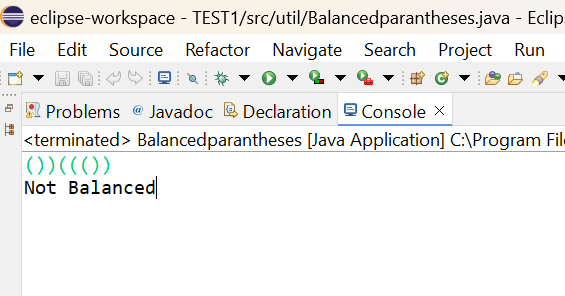 eclipse-workspace - TEST1/src/util/Balancedparantheses.java - Eclip
File Edit Source Refactor Navigate Search Project Run
Problems @ Javadoc Declaration Console ×
<terminated> Balancedparantheses [Java Application] C:\Program File
())((())
Not Balanced